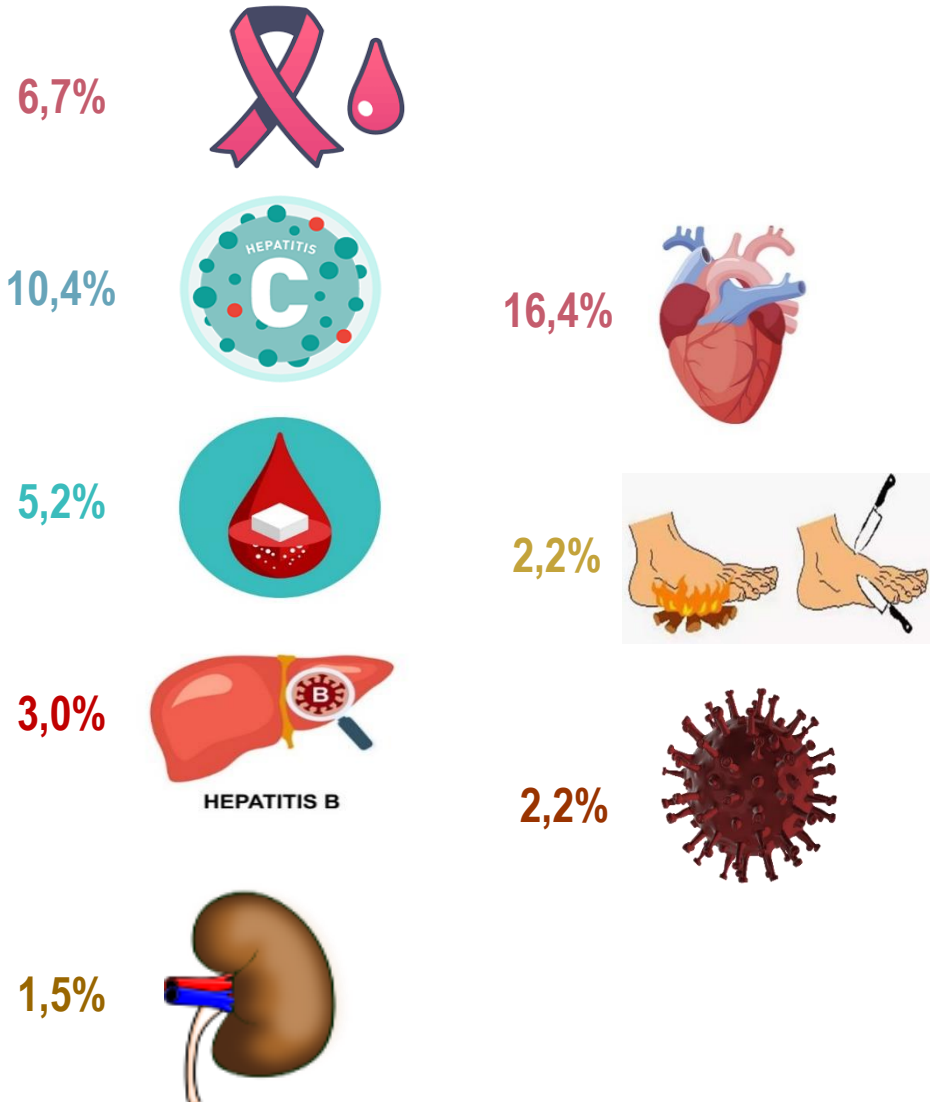 6,7%
HEPATITIS
C
10,4%
16,4%
5,2%
2,2%
B
3,0%
HEPATITIS B
2,2%
1,5%